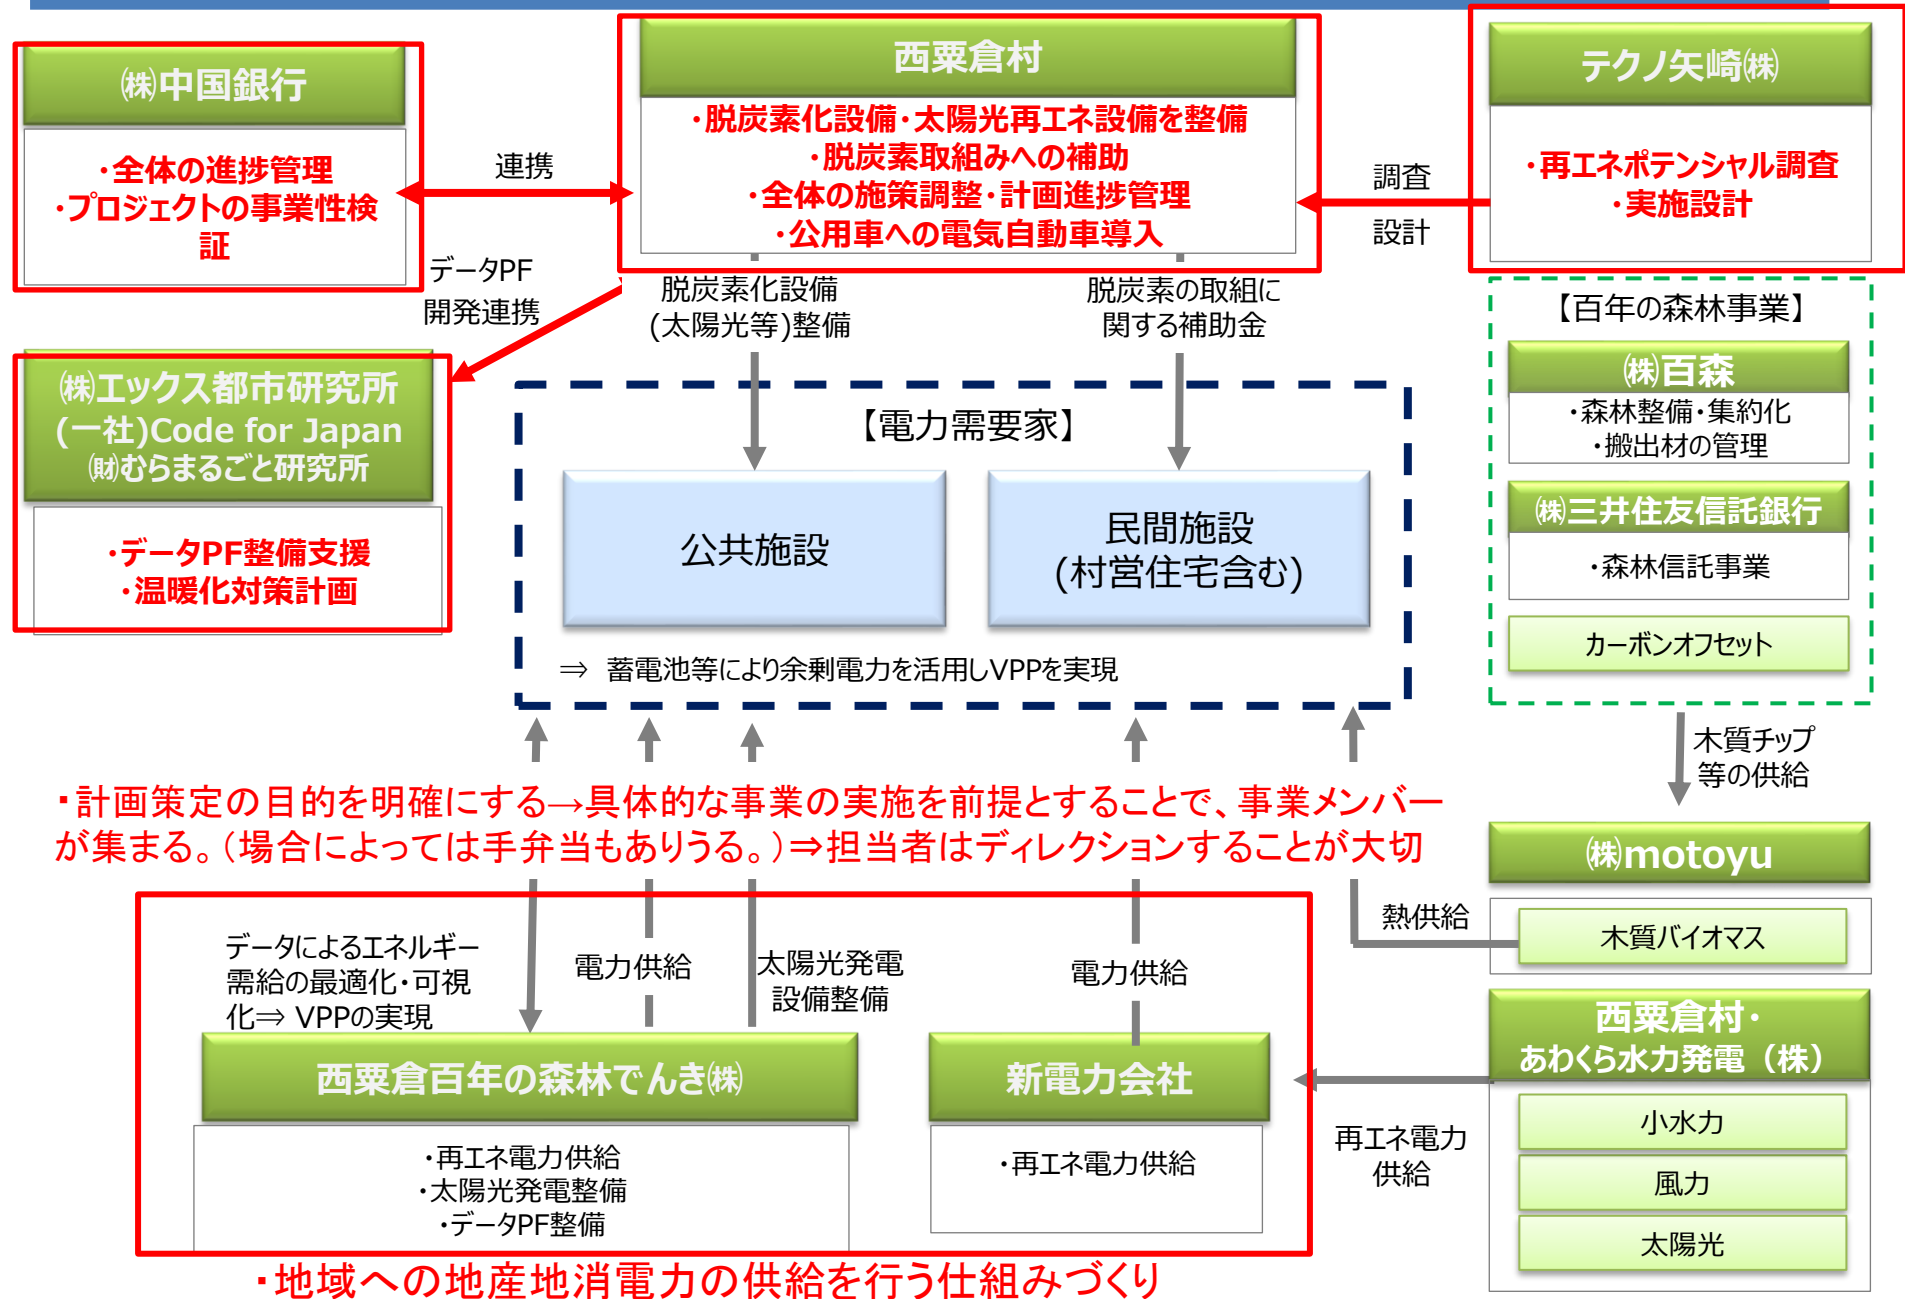 ㈱中国銀行
・全体の進捗管理
・プロジェクトの事業性検
証
連携
西粟倉村
・脱炭素化設備・太陽光再エネ設備を整備
・脱炭素取組みへの補助
・全体の施策調整・計画進捗管理
・公用車への電気自動車導入
調査
設計
テクノ矢崎㈱
・再エネポテンシャル調査
・実施設計
データPF
開発連携
脱炭素化設備
(太陽光等)整備
脱炭素の取組に
関する補助金
㈱エックス都市研究所
(一社)Code for Japan
㈶むらまるごと研究所
・データPF整備支援
・温暖化対策計画
【電力需要家】
公共施設
民間施設
(村営住宅含む)
⇒ 蓄電池等により余剰電力を活用しVPPを実現
【百年の森林事業】
㈱百森
・森林整備・集約化
・搬出材の管理
㈱三井住友信託銀行
・森林信託事業
カーボンオフセット
木質チップ
等の供給
・計画策定の目的を明確にする→具体的な事業の実施を前提とすることで、事業メンバー
が集まる。（場合によっては手弁当もありうる。）⇒担当者はディレクションすることが大切
㈱motoyu
木質バイオマス
熱供給
データによるエネルギー
需給の最適化・可視
化⇒ VPPの実現
電力供給
太陽光発電
設備整備
電力供給
西粟倉百年の森林でんき㈱
・再エネ電力供給
・太陽光発電整備
・データPF整備
新電力会社
・再エネ電力供給
再エネ電力
供給
西粟倉村・
あわくら水力発電（株）
小水力
風力
太陽光
・地域への地産地消電力の供給を行う仕組みづくり